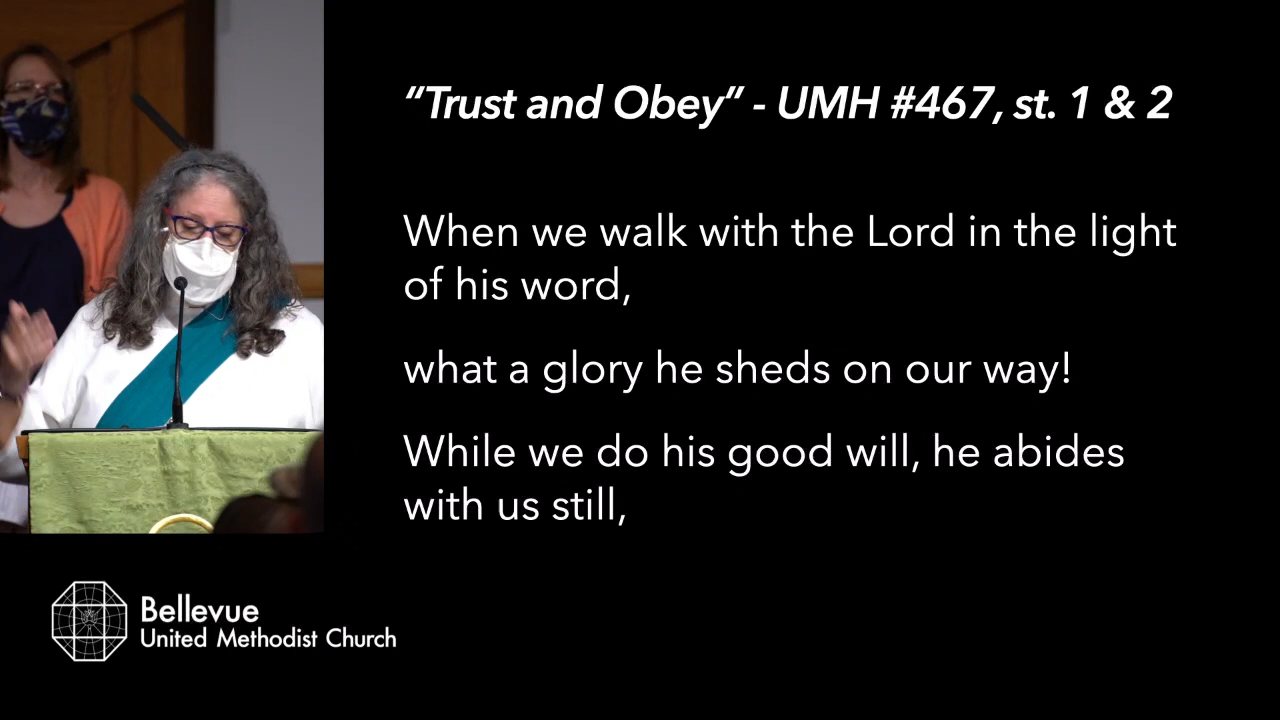 “Trust and Obey” - UMH #467, st. 1 & 2
When we walk with the Lord in the light
of his word,
what a glory he sheds on our way!
While we do his good will, he abides
with us still,
Bellevue
United Methodist Church